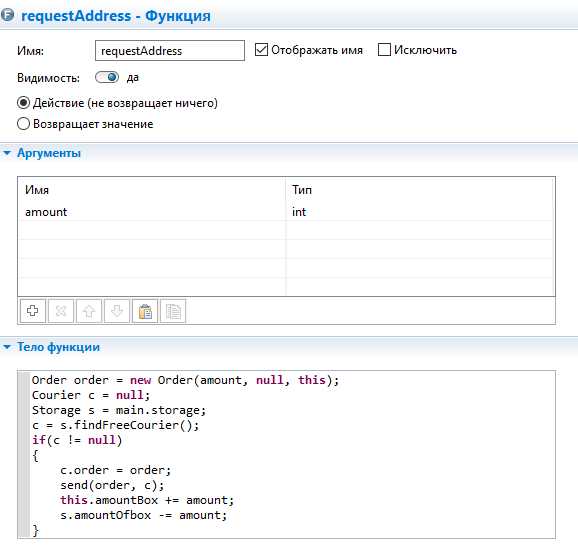 requestAddress - Функция
Имя: requestAddress Отображать имя Исключить
Видимость: да
Действие (не возвращает ничего)
Возвращает значение
Аргументы
Имя Тип
amount int
Тело функции
Order order = new Order(amount, null, this);
Courier c = null;
Storage s = main.storage;
c = s.findFreeCourier();
if(c != null)
{
c.order = order;
send(order, c);
this.amountBox += amount;
s.amountOfbox -= amount;
}